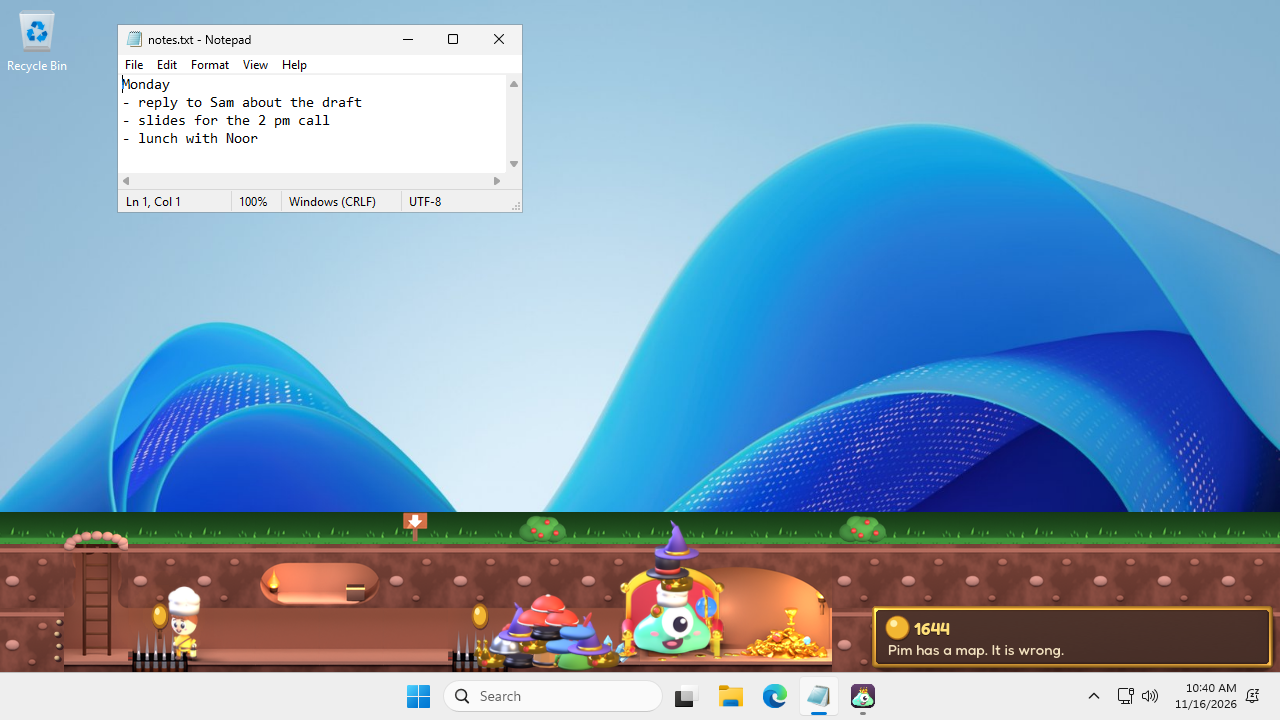 Recycle Bin
notes.txt - Notepad
File Edit Format View Help
Monday
- reply to Sam about the draft
- slides for the 2 pm call
- lunch with Noor
Ln 1, Col 1 100% Windows (CRLF) UTF-8
1644
Pim has a map. It is wrong.
Search
10:40 AM
11/16/2026